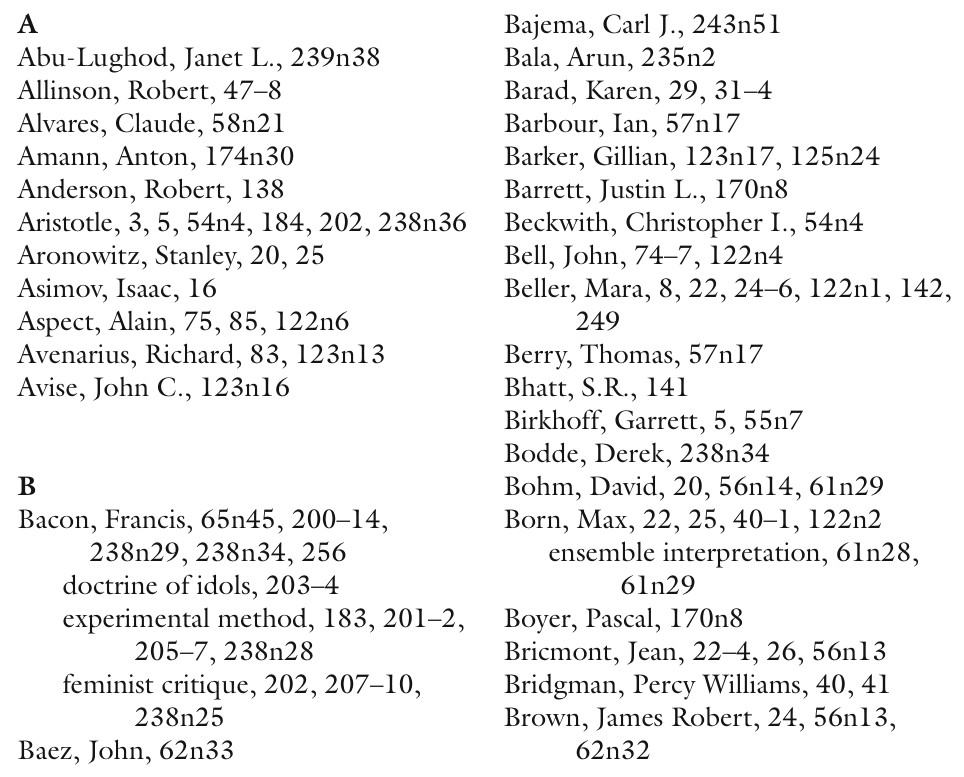 A
Abu-Lughod, Janet L., 239n38
Allinson, Robert, 47–8
Alvares, Claude, 58n21
Amann, Anton, 174n30
Anderson, Robert, 138
Aristotle, 3, 5, 54n4, 184, 202, 238n36
Aronowitz, Stanley, 20, 25
Asimov, Isaac, 16
Aspect, Alain, 75, 85, 122n6
Avenarius, Richard, 83, 123n13
Avise, John C., 123n16
B
Bacon, Francis, 65n45, 200–14,
238n29, 238n34, 256
doctrine of idols, 203–4
experimental method, 183, 201–2,
205–7, 238n28
feminist critique, 202, 207–10,
238n25
Baez, John, 62n33
Bajema, Carl J., 243n51
Bala, Arun, 235n2
Barad, Karen, 29, 31–4
Barbour, Ian, 57n17
Barker, Gillian, 123n17, 125n24
Barrett, Justin L., 170n8
Beckwith, Christopher I., 54n4
Bell, John, 74–7, 122n4
Beller, Mara, 8, 22, 24–6, 122n1, 142,
249
Berry, Thomas, 57n17
Bhatt, S.R., 141
Birkhoff, Garrett, 5, 55n7
Bodde, Derek, 238n34
Bohm, David, 20, 56n14, 61n29
Born, Max, 22, 25, 40–1, 122n2
ensemble interpretation, 61n28,
61n29
Boyer, Pascal, 170n8
Bricmont, Jean, 22–4, 26, 56n13
Bridgman, Percy Williams, 40, 41
Brown, James Robert, 24, 56n13,
62n32